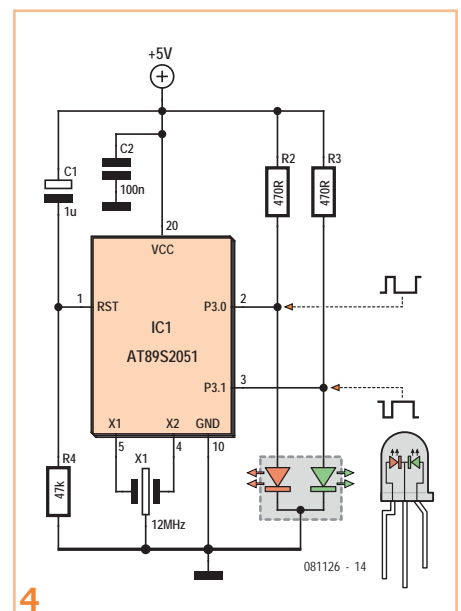 +5V
C1
1u
C2
100n
R2
470R
R3
470R
20
VCC
1
RST
P3.0
2
IC1
AT89S2051
P3.1
3
X1
X2
GND
5
4
10
X1
12MHz
R4
47k
081126 - 14
4